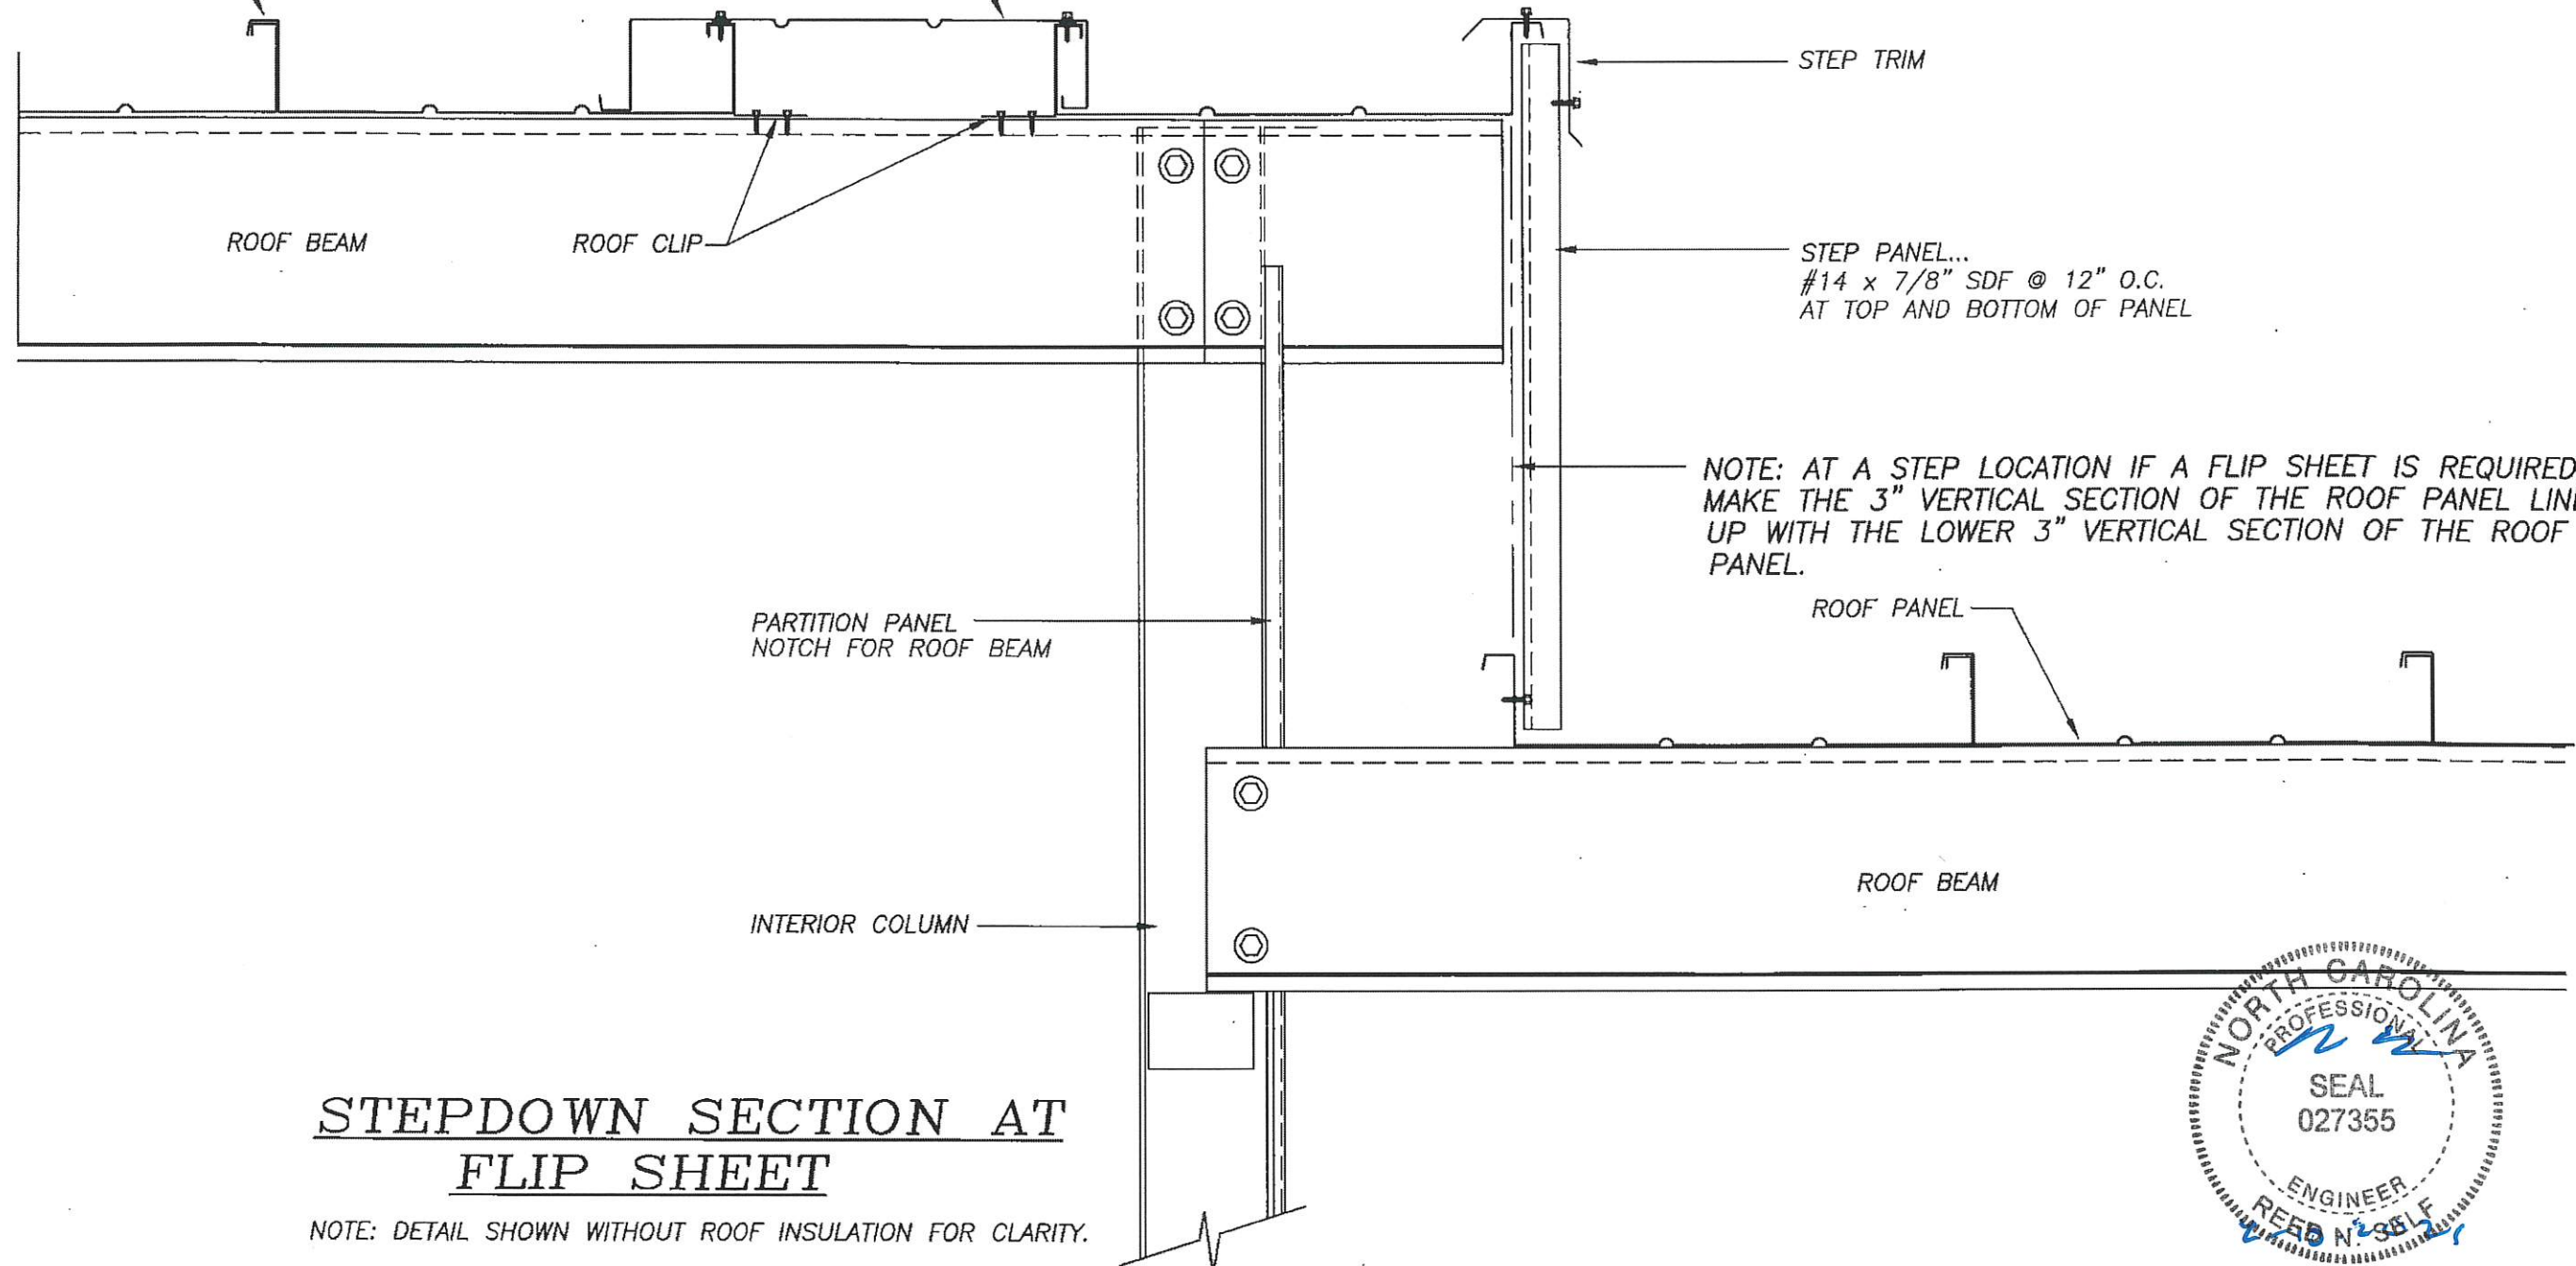 STEP TRIM
ROOF BEAM
ROOF CLIP
STEP PANEL...
#14 x 7/8" SDF @ 12" O.C.
AT TOP AND BOTTOM OF PANEL
NOTE: AT A STEP LOCATION IF A FLIP SHEET IS REQUIRED
MAKE THE 3" VERTICAL SECTION OF THE ROOF PANEL
UP WITH THE LOWER 3" VERTICAL SECTION OF THE ROOF
PANEL.
PARTITION PANEL
NOTCH FOR ROOF BEAM
ROOF PANEL
INTERIOR COLUMN
ROOF BEAM
STEPDOWN SECTION AT
FLIP SHEET
NOTE: DETAIL SHOWN WITHOUT ROOF INSULATION FOR CLARITY.
NORTH CAROLINA
PROFESSIONAL
SEAL
027355
ENGINEER
REED N. SELF